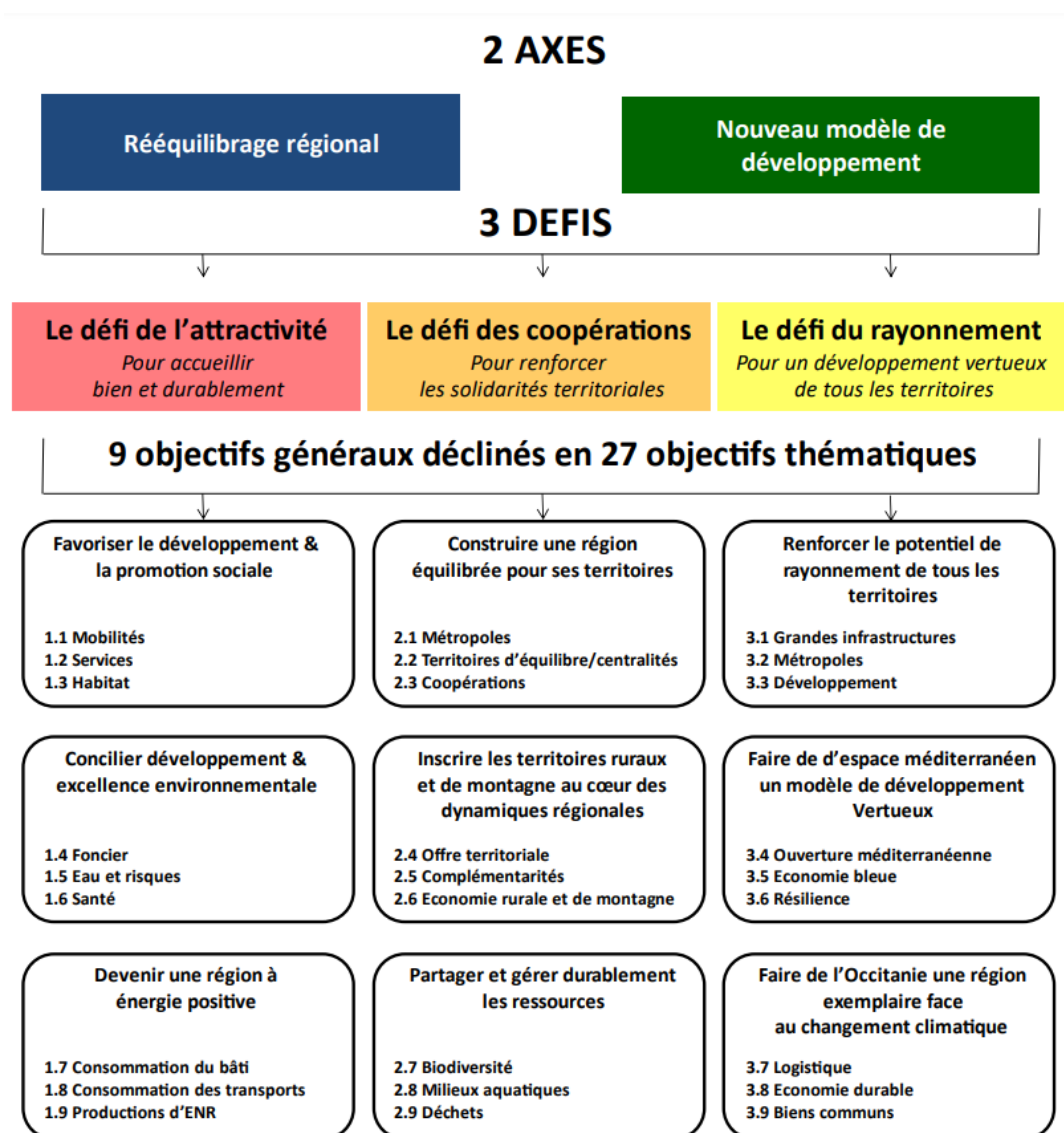 2 AXES
Rééquilibrage régional
Nouveau modèle de
développement
3 DEFIS
Le défi de l’attractivité
Pour accueillir
bien et durablement
Le défi des coopérations
Pour renforcer
les solidarités territoriales
Le défi du rayonnement
Pour un développement vertueux
de tous les territoires
9 objectifs généraux déclinés en 27 objectifs thématiques
Favoriser le développement &
la promotion sociale
1.1 Mobilités
1.2 Services
1.3 Habitat
Construire une région
équilibrée pour ses territoires
2.1 Métropoles
2.2 Territoires d’équilibre/centralités
2.3 Coopérations
Renforcer le potentiel de
rayonnement de tous les
territoires
3.1 Grandes infrastructures
3.2 Métropoles
3.3 Développement
Concilier développement &
excellence environnementale
1.4 Foncier
1.5 Eau et risques
1.6 Santé
Inscrire les territoires ruraux
et de montagne au cœur des
dynamiques régionales
2.4 Offre territoriale
2.5 Complémentarités
2.6 Economie rurale et de montagne
Faire de d’espace méditerranéen
un modèle de développement
Vertueux
3.4 Ouverture méditerranéenne
3.5 Economie bleue
3.6 Résilience
Devenir une région à
énergie positive
1.7 Consommation du bâti
1.8 Consommation des transports
1.9 Productions d’ENR
Partager et gérer durablement
les ressources
2.7 Biodiversité
2.8 Milieux aquatiques
2.9 Déchets
Faire de l’Occitanie une région
exemplaire face
au changement climatique
3.7 Logistique
3.8 Economie durable
3.9 Biens communs